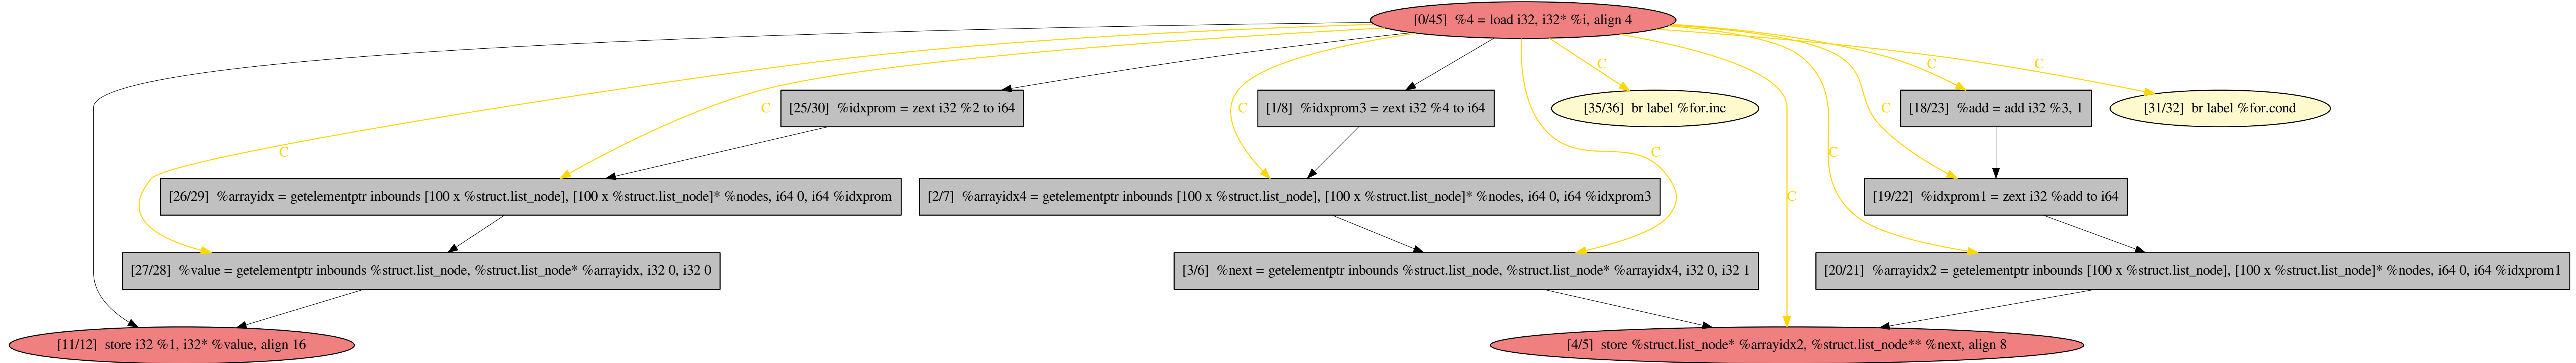 [0/45]  %4 = load i32, i32* %i, align 4
C
C
C
[25/30]  %idxprom = zext i32 %2 to i64
C
C
[1/8]  %idxprom3 = zext i32 %4 to i64
[35/36]  br label %for.inc
C
[18/23]  %add = add i32 %3, 1
[31/32]  br label %for.cond
C
C
C
C
[26/29]  %arrayidx = getelementptr inbounds [100 x %struct.list_node], [100 x %struct.list_node]* %nodes, i64 0, i64 %idxprom
[2/7]  %arrayidx4 = getelementptr inbounds [100 x %struct.list_node], [100 x %struct.list_node]* %nodes, i64 0, i64 %idxprom3
C
[19/22]  %idxprom1 = zext i32 %add to i64
[27/28]  %value = getelementptr inbounds %struct.list_node, %struct.list_node* %arrayidx, i32 0, i32 0
[3/6]  %next = getelementptr inbounds %struct.list_node, %struct.list_node* %arrayidx4, i32 0, i32 1
[20/21]  %arrayidx2 = getelementptr inbounds [100 x %struct.list_node], [100 x %struct.list_node]* %nodes, i64 0, i64 %idxprom1
[11/12]  store i32 %1, i32* %value, align 16
[4/5]  store %struct.list_node* %arrayidx2, %struct.list_node** %next, align 8